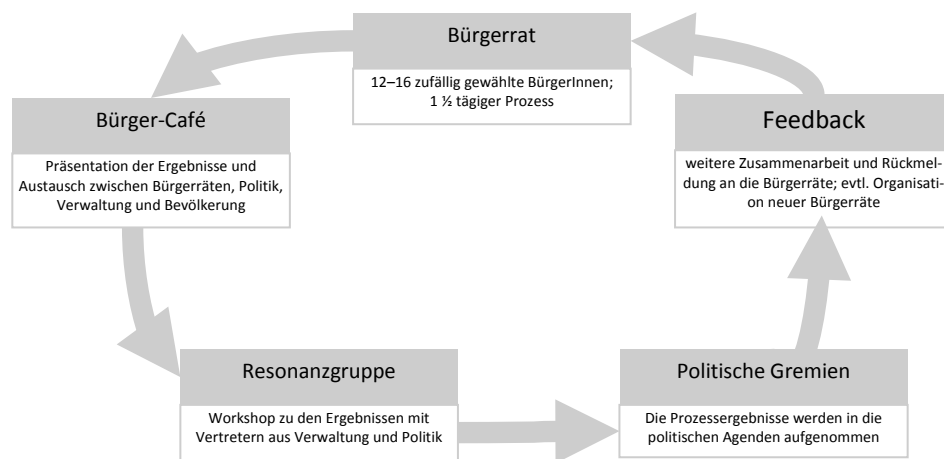 Bürgerrat
12–16 zufällig gewählte BürgerInnen;
1 ½ tägiger Prozess
Bürger-Café
Präsentation der Ergebnisse und
Austausch zwischen Bürgerräten, Politik,
Verwaltung und Bevölkerung
Feedback
weitere Zusammenarbeit und Rückmel-
dung an die Bürgerräte; evtl. Organisati-
on neuer Bürgerräte
Resonanzgruppe
Workshop zu den Ergebnissen mit
Vertretern aus Verwaltung und Politik
Politische Gremien
Die Prozessergebnisse werden in die
politischen Agenden aufgenommen